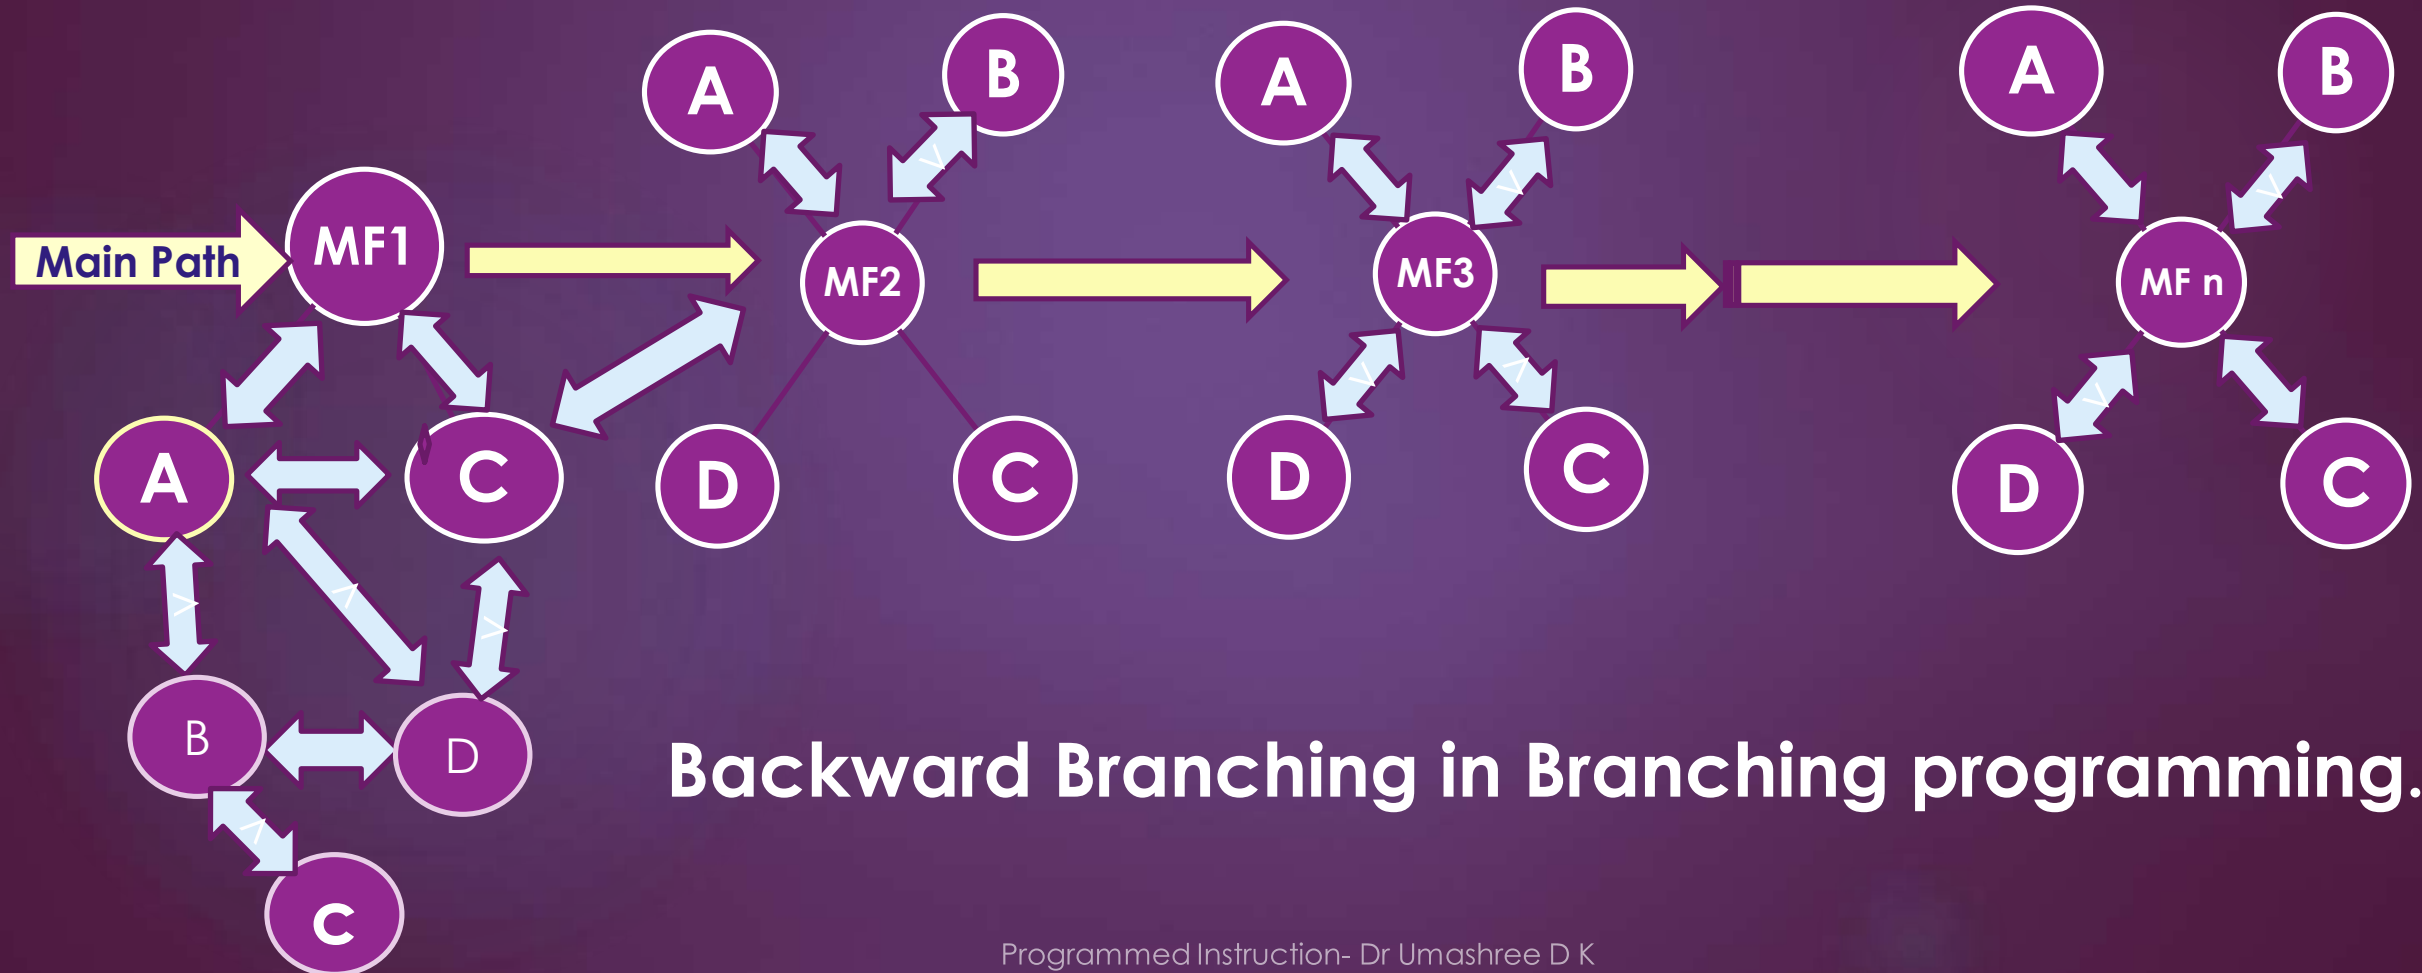 A
B
A
B
A
B
Main Path
MF1
MF2
MF3
MF n
A
C
D
C
D
C
D
C
B
D
c
Backward Branching in Branching programming.
Programmed Instruction- Dr Umashree D K